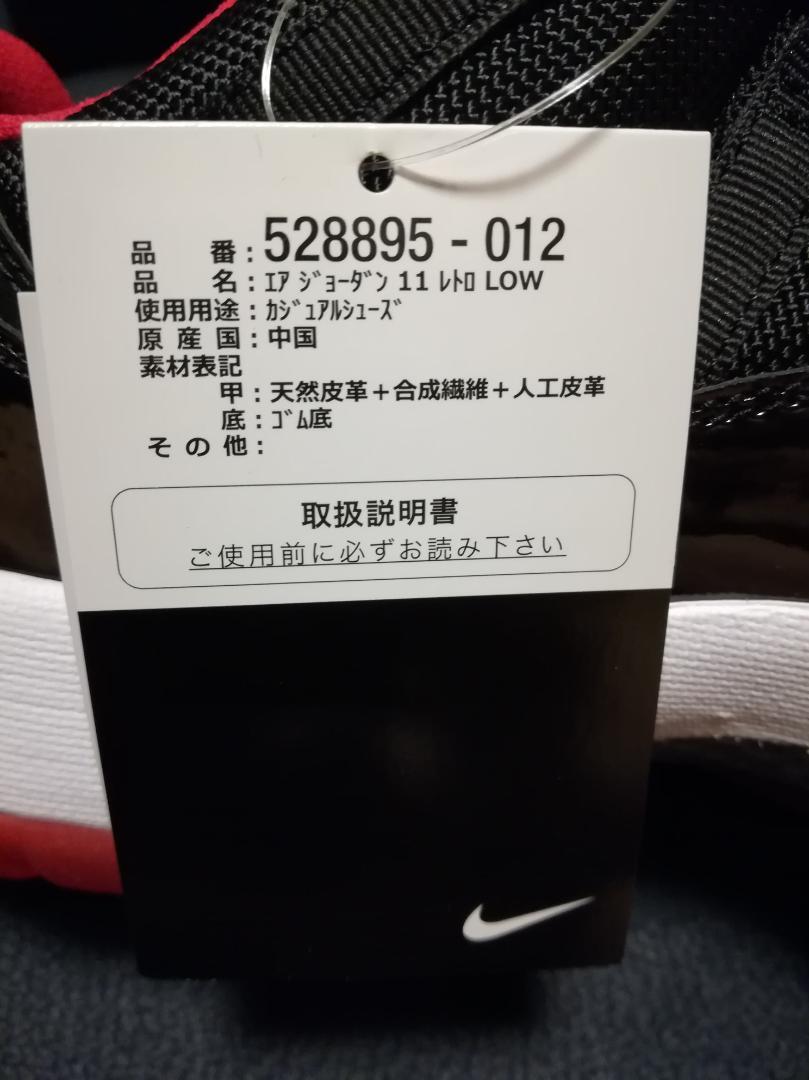 品　番：528895 - 012
品　名：ｴｱ ｼﾞｮｰﾀﾞﾝ 11 ﾚﾄﾛ LOW
使用用途：ｶｼﾞｭｱﾙｼｭｰｽﾞ
原 産 国：中国
素材表記
甲：天然皮革＋合成繊維＋人工皮革
底：ｺﾞﾑ底
そ の 他：
取扱説明書
ご使用前に必ずお読み下さい